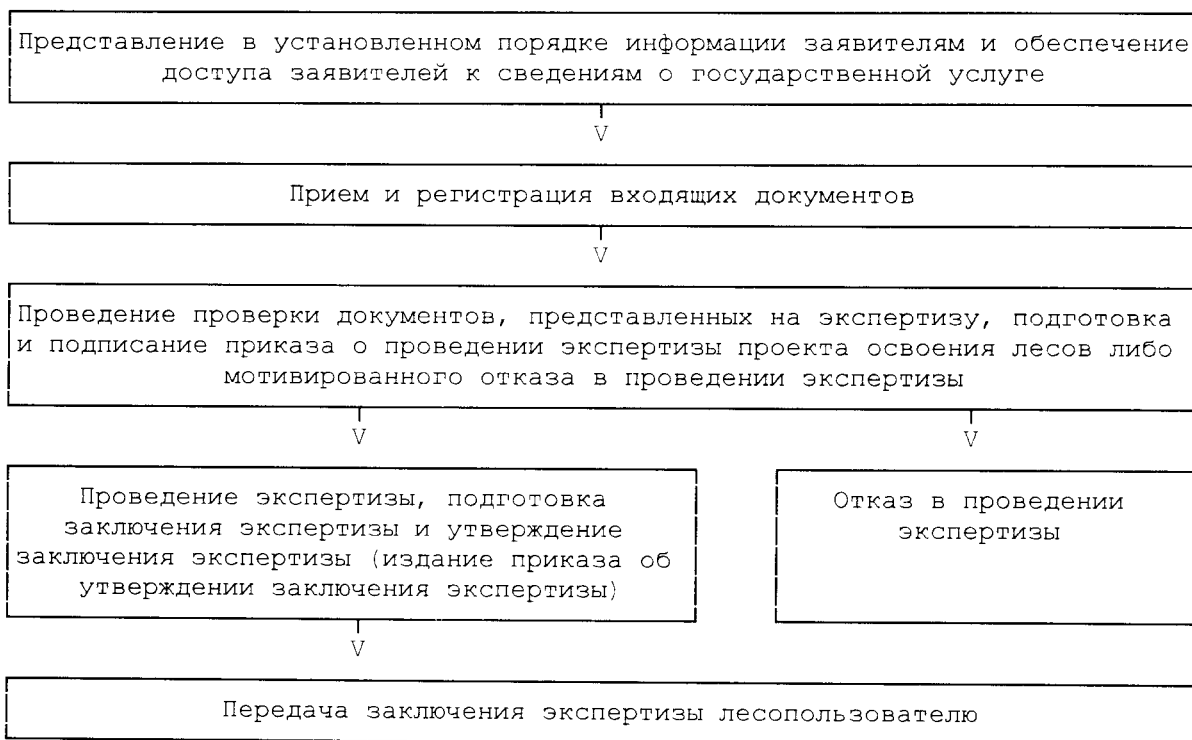 Представление в установленном порядке информации заявителям и обеспечение
доступа заявителей к сведениям о государственной услуге
V
Прием и регистрация входящих документов
V
Проведение проверки документов, представленных на экспертизу, подготовка
и подписание приказа о проведении экспертизы проекта освоения лесов либо
мотивированного отказа в проведении экспертизы
V V
Проведение экспертизы, подготовка
заключения экспертизы и утверждение
заключения экспертизы (издание приказа об
утверждении заключения экспертизы)
Отказ в проведении
экспертизы
V
Передача заключения экспертизы лесопользователю